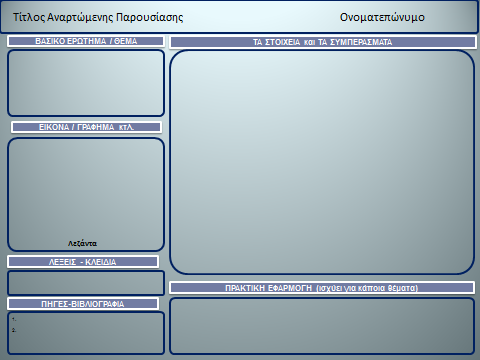 Τίτλος Αναρτώμενης Παρουσίασης
Ονοματεπώνυμο
ΒΑΣΙΚΟ ΕΡΩΤΗΜΑ / ΘΕΜΑ
ΕΙΚΟΝΑ / ΓΡΑΦΗΜΑ κτλ.
Λεζάντα
ΛΕΞΕΙΣ - ΚΛΕΙΔΙΑ
ΠΗΓΕΣ-ΒΙΒΛΙΟΓΡΑΦΙΑ
1.
2.
ΤΑ ΣΤΟΙΧΕΙΑ και ΤΑ ΣΥΜΠΕΡΑΣΜΑΤΑ
ΠΡΑΚΤΙΚΗ ΕΦΑΡΜΟΓΗ (ισχύει για κάποια θέματα)